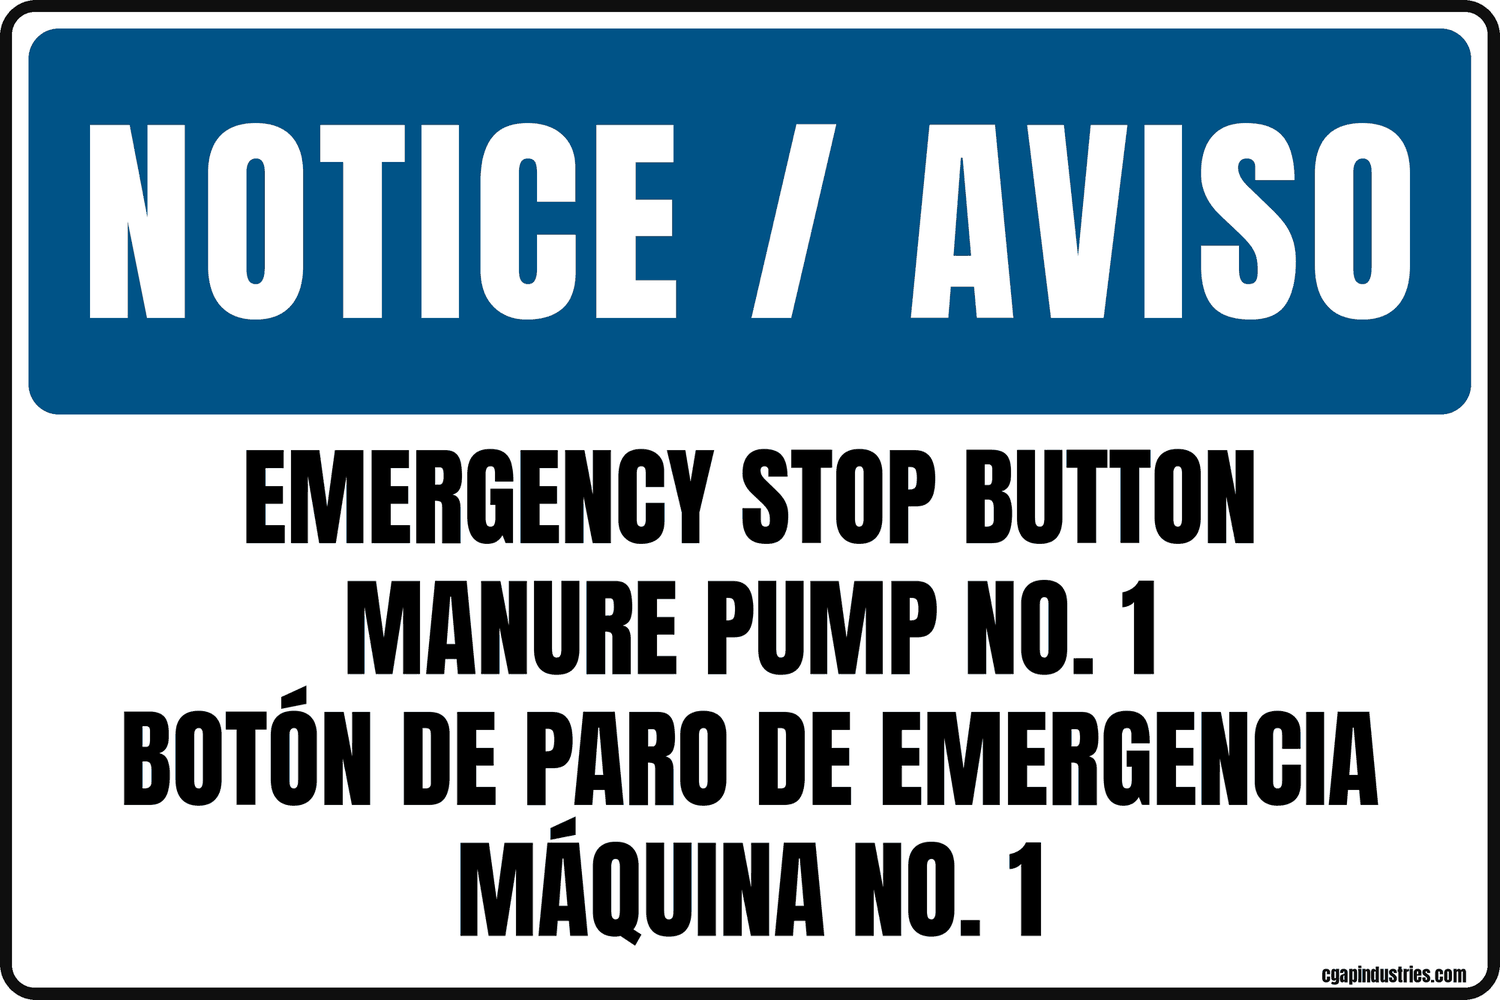 NOTICE / AVISO
EMERGENCY STOP BUTTON
MANURE PUMP NO. 1
BOTÓN DE PARO DE EMERGENCIA
MÁQUINA NO. 1
cgapindustries.com